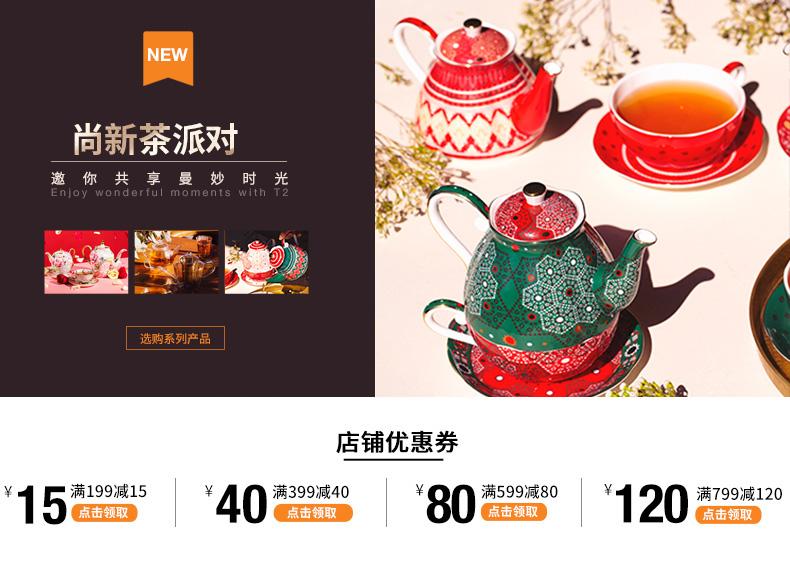 NEW
尚新茶派对
邀你共享曼妙时光
Enjoy wonderful moments with T2
选购系列产品
店铺优惠券
¥15 满199减15
点击领取
¥40 满399减40
点击领取
¥80 满599减80
点击领取
¥120 满799减120
点击领取